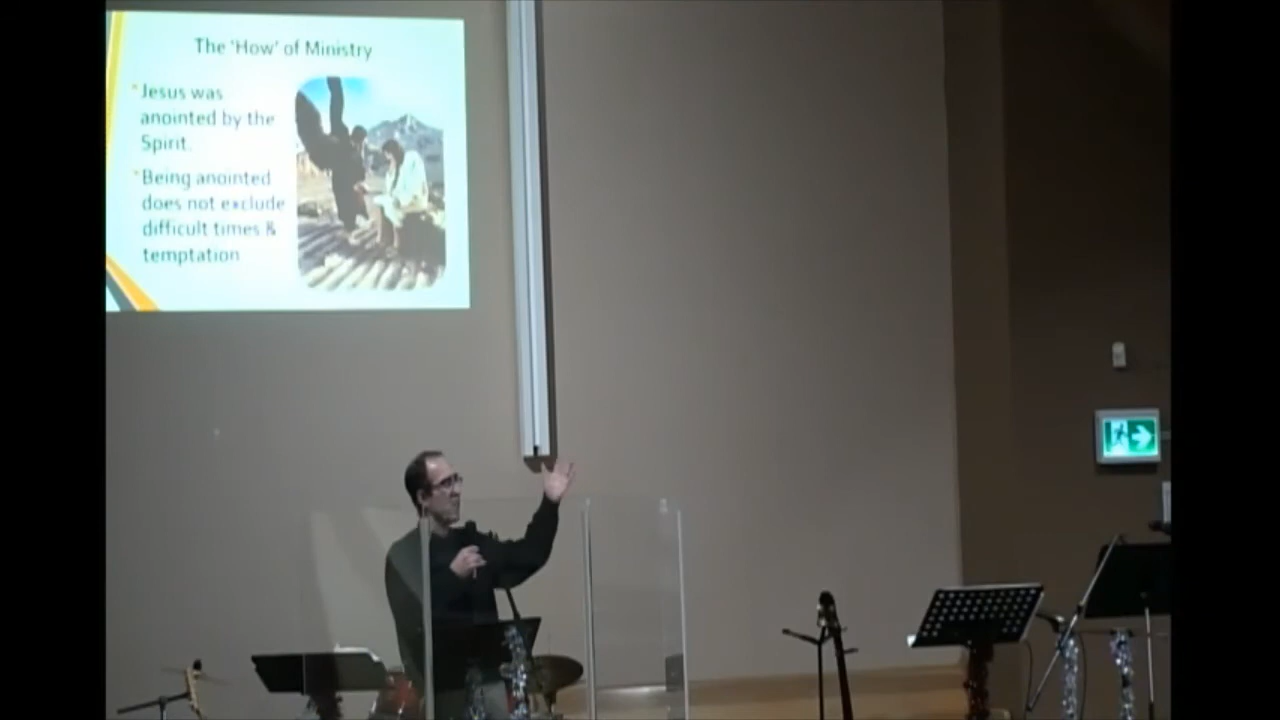 The 'How' of Ministry
Jesus was
anointed by the
Spirit.
Being anointed
does not exclude
difficult times &
temptation